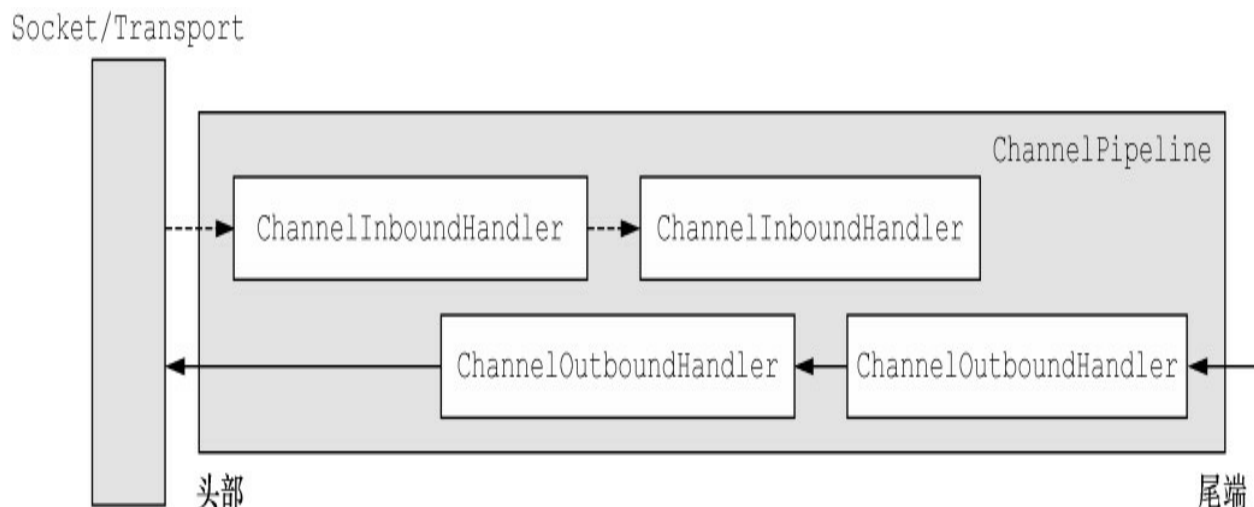 Socket/Transport
ChannelPipeline
ChannelInboundHandler
ChannelInboundHandler
ChannelOutboundHandler
ChannelOutboundHandler
头部
尾端